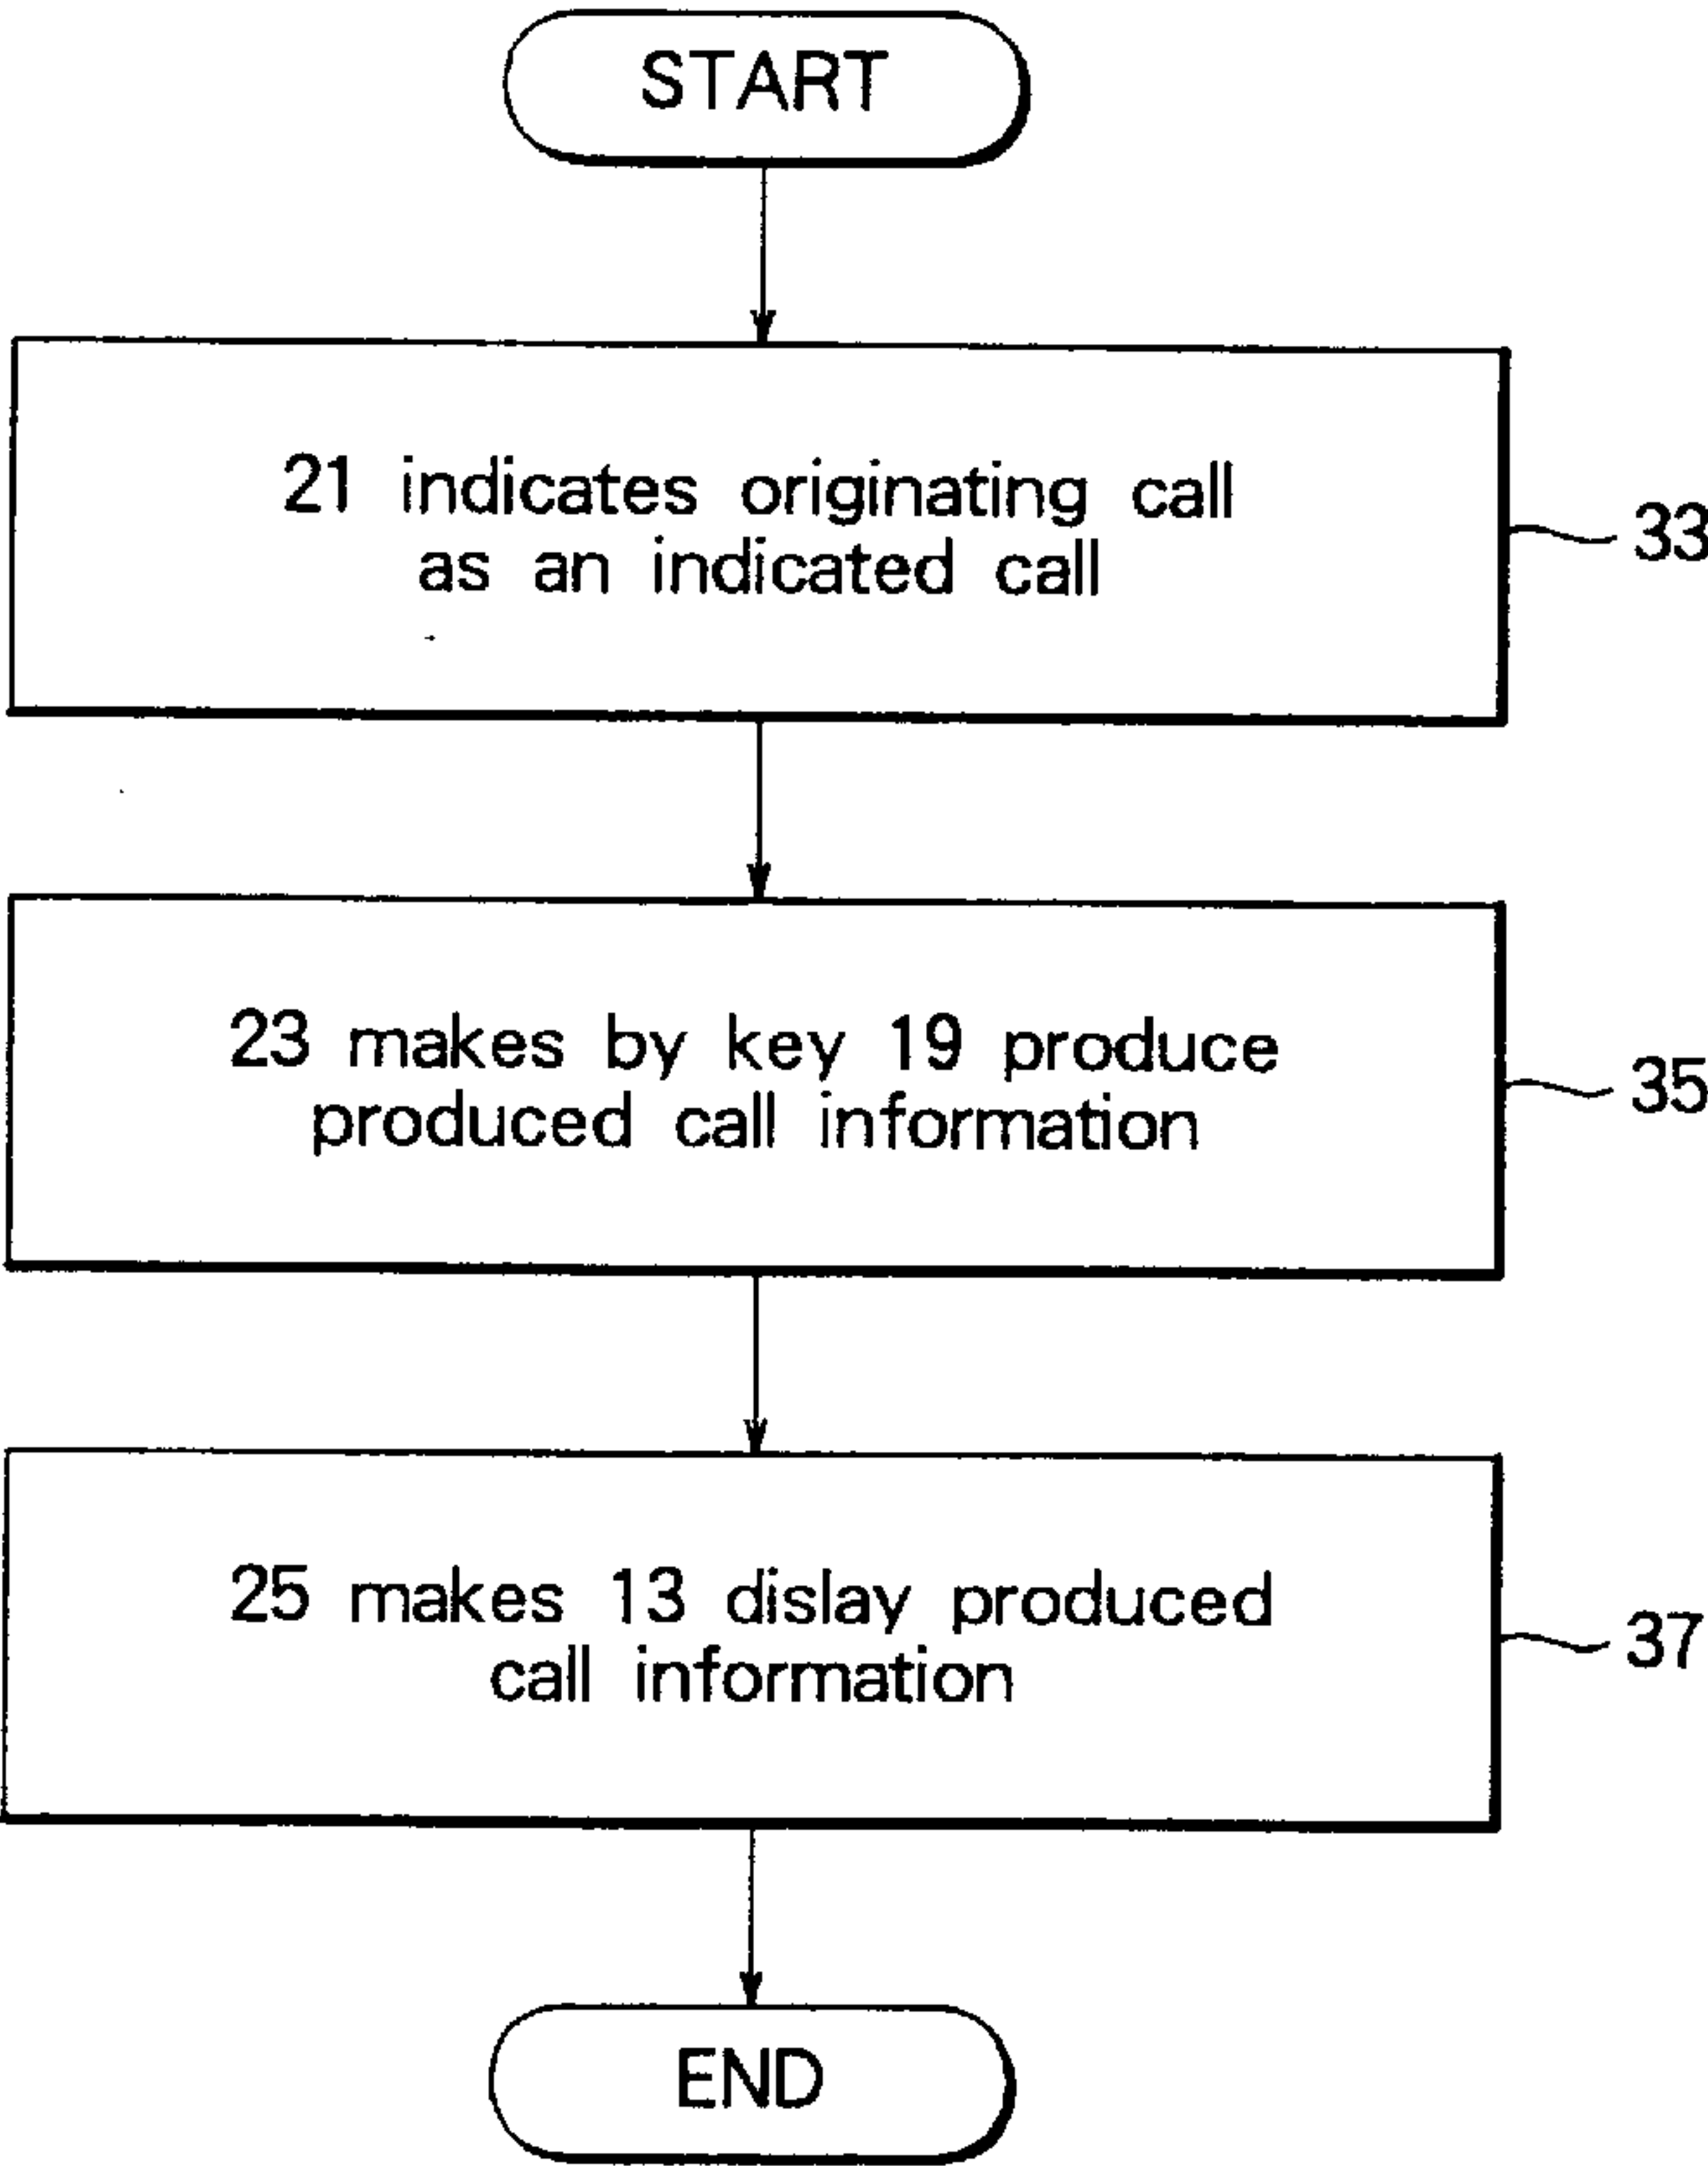 START
21 indicates originating call
as an indicated call
33
23 makes by key 19 produce
produced call information
35
25 makes 13 dislay produced
call information
37
END